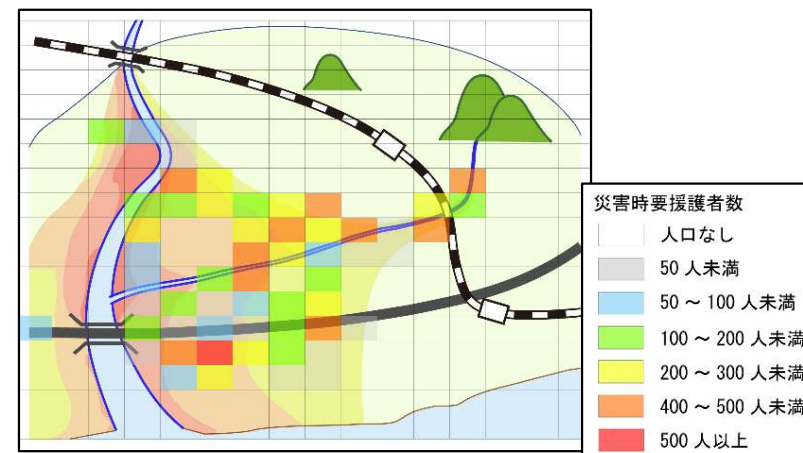 災害時要援護者数
人口なし
50 人未満
50 ～ 100 人未満
100 ～ 200 人未満
200 ～ 300 人未満
400 ～ 500 人未満
500 人以上